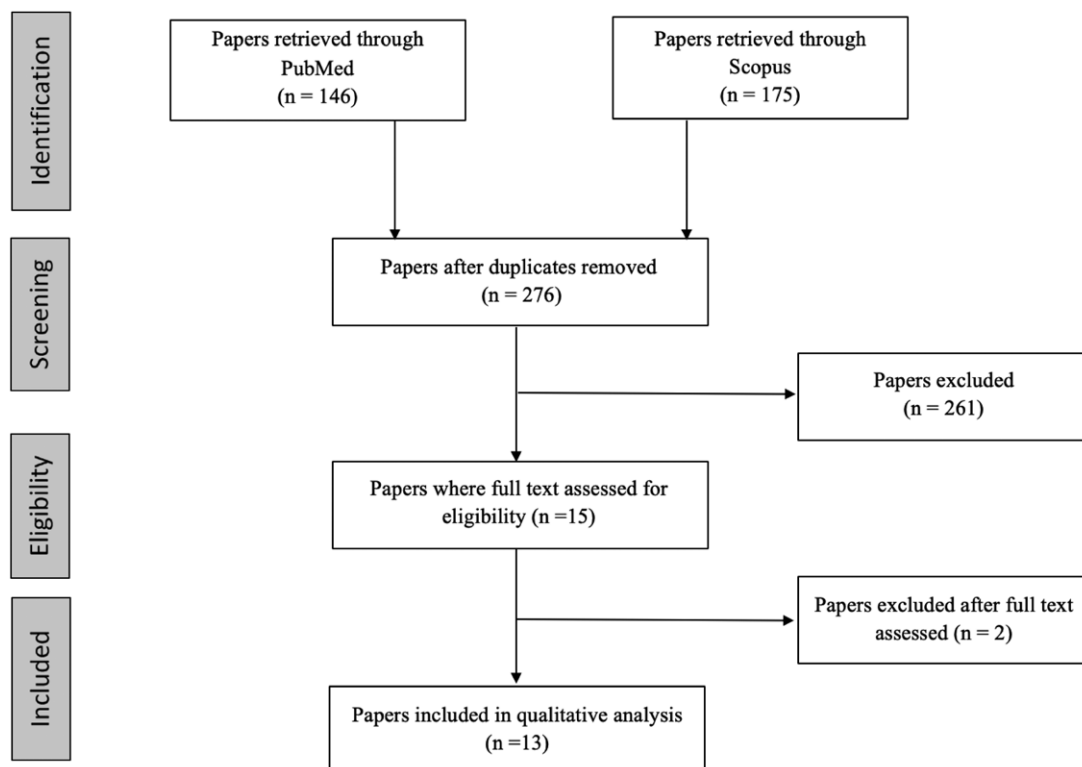 Identification
Papers retrieved through
PubMed
(n = 146)
Papers retrieved through
Scopus
(n = 175)
Screening
Papers after duplicates removed
(n = 276)
Papers excluded
(n = 261)
Eligibility
Papers where full text assessed for
eligibility (n =15)
Papers excluded after full text
assessed (n = 2)
Included
Papers included in qualitative analysis
(n =13)